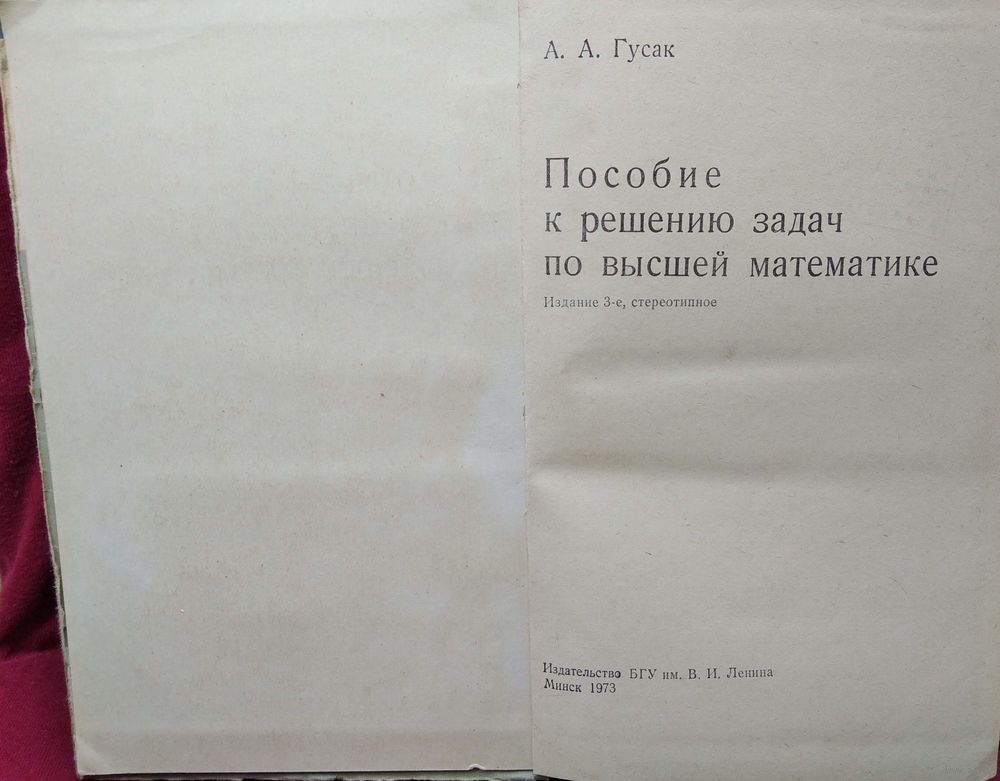 А. А. Гусак
Пособие
к решению задач
по высшей математике
Издание 3-е, стереотипное
Издательство БГУ им. В. И. Ленина
Минск 1973